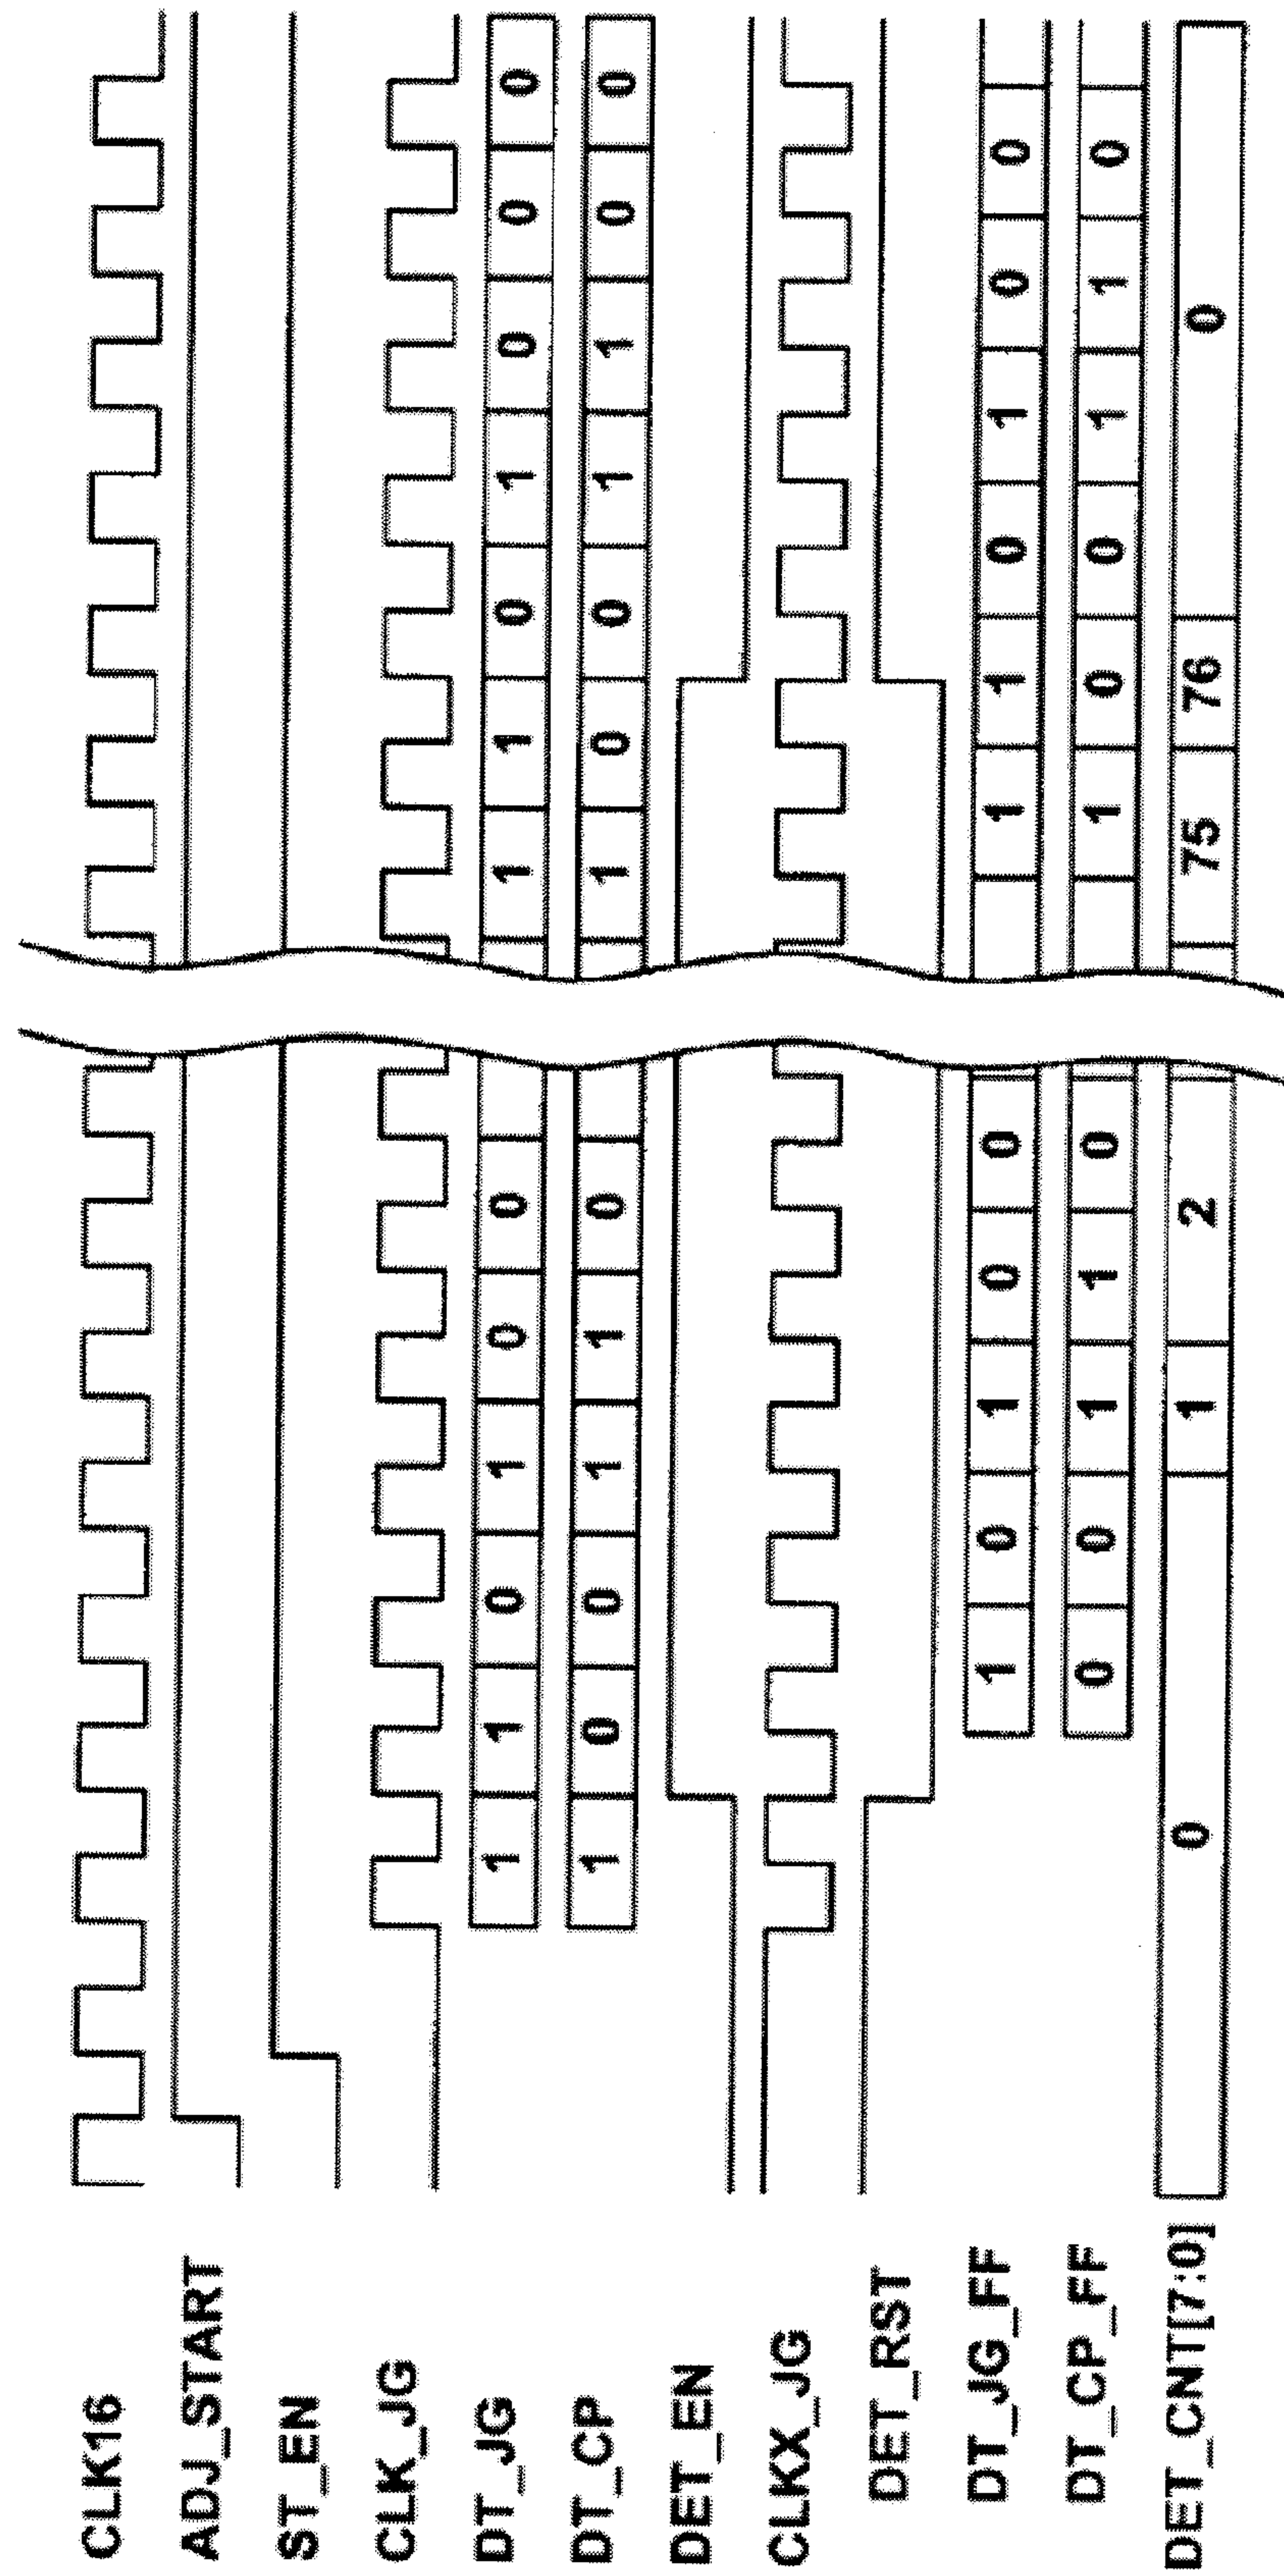 CLK16
ADJ_START
ST_EN
CLK_JG
DT_JG 1 1 0 1 0 0 1 1 0 1 0 0 0
DT_CP 1 0 0 1 1 0 1 0 0 1 1 0 0
DET_EN
CLKX_JG
DET_RST
DT_JG_FF 1 0 1 0 0 1 1 0 1 0 0
DT_CP_FF 0 0 1 1 0 1 0 0 1 1 0
DET_CNT[7:0] 0 1 2 75 76 0